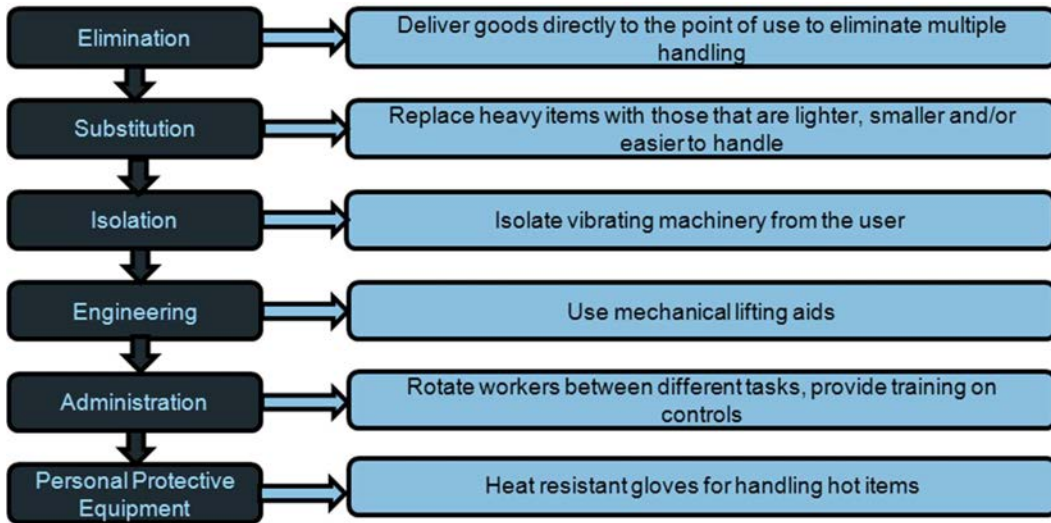 Elimination
Deliver goods directly to the point of use to eliminate multiple
handling
Substitution
Replace heavy items with those that are lighter, smaller and/or
easier to handle
Isolation
Isolate vibrating machinery from the user
Engineering
Use mechanical lifting aids
Administration
Rotate workers between different tasks, provide training on
controls
Personal Protective
Equipment
Heat resistant gloves for handling hot items